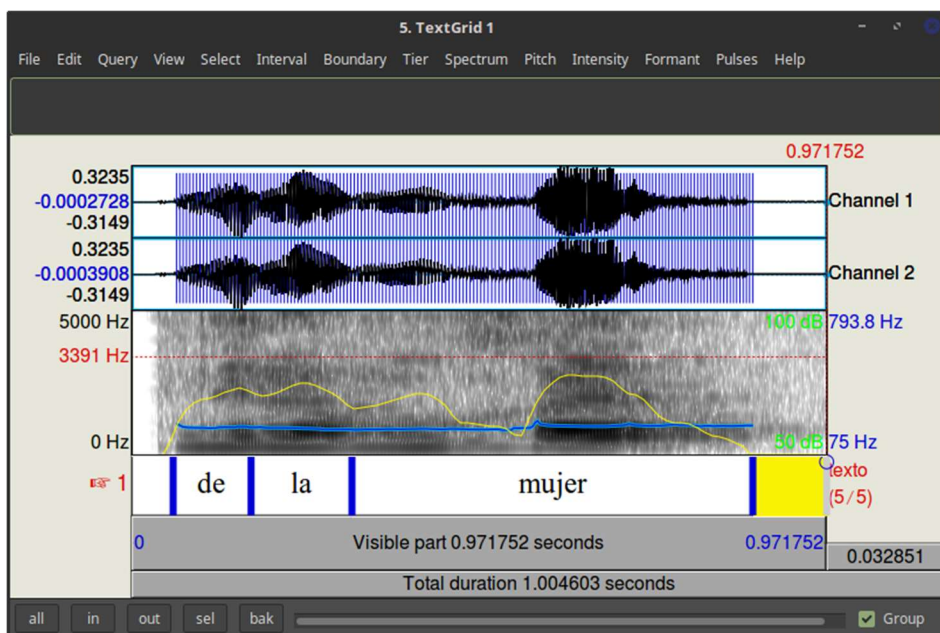 5. TextGrid 1
File Edit Query View Select Interval Boundary Tier Spectrum Pitch Intensity Formant Pulses Help
0.971752
0.3235
-0.0002728
-0.3149
Channel 1
0.3235
-0.0003908
-0.3149
Channel 2
5000 Hz
100 dB 793.8 Hz
3391 Hz
0 Hz
50 dB 75 Hz
1
de la mujer
texto
(5/5)
0 Visible part 0.971752 seconds 0.971752
0.032851
Total duration 1.004603 seconds
all in out sel bak Group